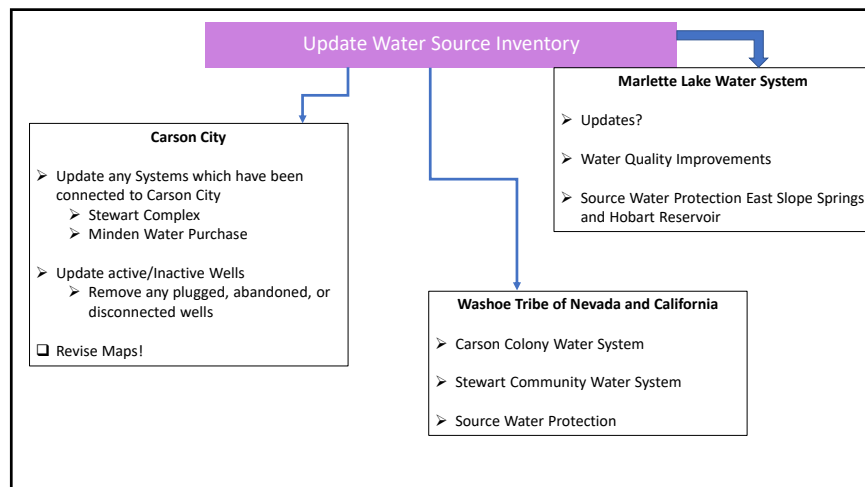 Update Water Source Inventory
Marlette Lake Water System
➢ Updates?
➢ Water Quality Improvements
➢ Source Water Protection East Slope Springs
and Hobart Reservoir
Carson City
➢ Update any Systems which have been
connected to Carson City
➢ Stewart Complex
➢ Minden Water Purchase
➢ Update active/Inactive Wells
➢ Remove any plugged, abandoned, or
disconnected wells
❑ Revise Maps!
Washoe Tribe of Nevada and California
➢ Carson Colony Water System
➢ Stewart Community Water System
➢ Source Water Protection